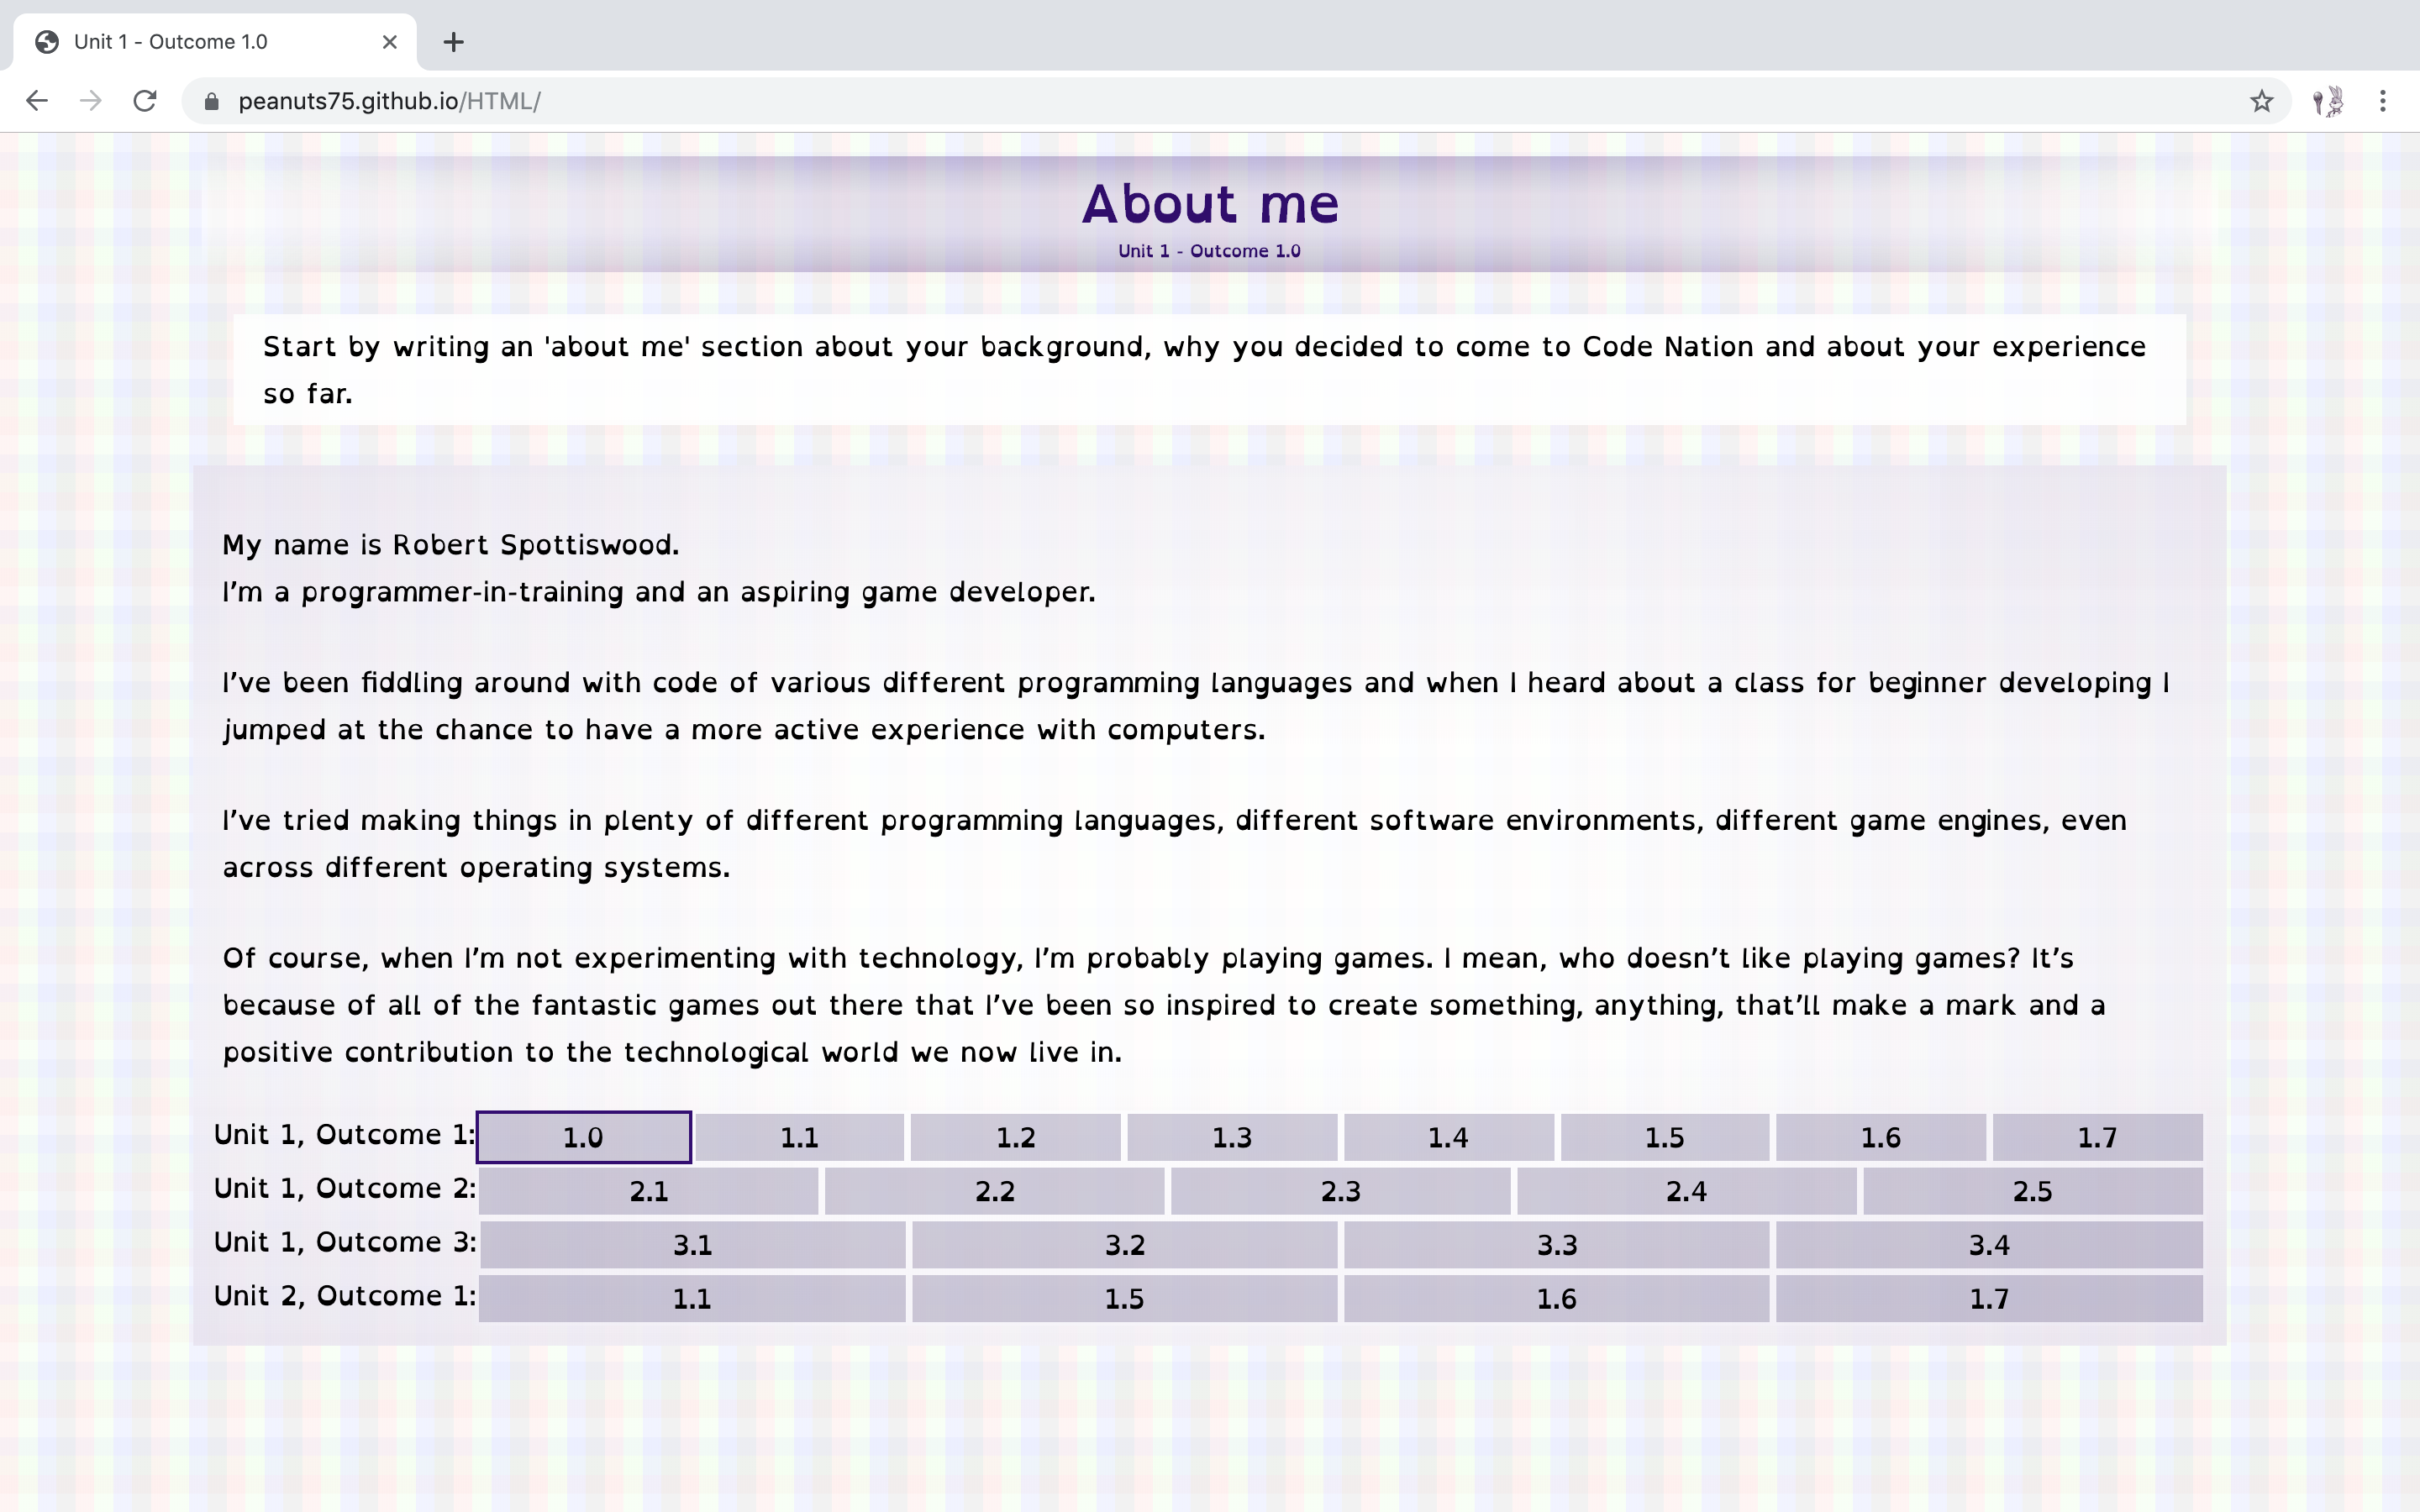 Unit 1 - Outcome 1.0
peanuts75.github.io/HTML/
About me
Unit 1 - Outcome 1.0
Start by writing an 'about me' section about your background, why you decided to come to Code Nation and about your experience
so far.
My name is Robert Spottiswood.
I’m a programmer-in-training and an aspiring game developer.
I’ve been fiddling around with code of various different programming languages and when I heard about a class for beginner developing I
jumped at the chance to have a more active experience with computers.
I’ve tried making things in plenty of different programming languages, different software environments, different game engines, even
across different operating systems.
Of course, when I’m not experimenting with technology, I’m probably playing games. I mean, who doesn’t like playing games? It’s
because of all of the fantastic games out there that I’ve been so inspired to create something, anything, that’ll make a mark and a
positive contribution to the technological world we now live in.
Unit 1, Outcome 1: 1.0 1.1 1.2 1.3 1.4 1.5 1.6 1.7
Unit 1, Outcome 2: 2.1 2.2 2.3 2.4 2.5
Unit 1, Outcome 3: 3.1 3.2 3.3 3.4
Unit 2, Outcome 1: 1.1 1.5 1.6 1.7